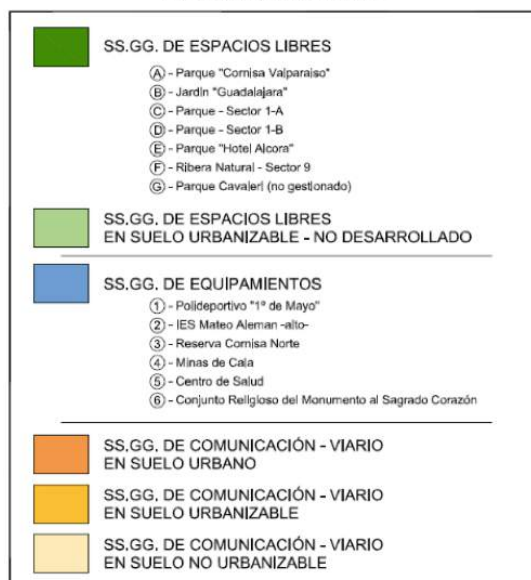 SS.GG. DE ESPACIOS LIBRES
A - Parque "Cornisa Valparaiso"
B - Jardin "Guadalajara"
C - Parque - Sector 1-A
D - Parque - Sector 1-B
E - Parque "Hotel Alcora"
F - Ribera Natural - Sector 9
G - Parque Cavaleri (no gestionado)
SS.GG. DE ESPACIOS LIBRES
EN SUELO URBANIZABLE - NO DESARROLLADO
SS.GG. DE EQUIPAMIENTOS
1 - Polideportivo "1º de Mayo"
2 - IES Mateo Aleman -alto-
3 - Reserva Cornisa Norte
4 - Minas de Cala
5 - Centro de Salud
6 - Conjunto Religioso del Monumento al Sagrado Corazón
SS.GG. DE COMUNICACIÓN - VIARIO
EN SUELO URBANO
SS.GG. DE COMUNICACIÓN - VIARIO
EN SUELO URBANIZABLE
SS.GG. DE COMUNICACIÓN - VIARIO
EN SUELO NO URBANIZABLE